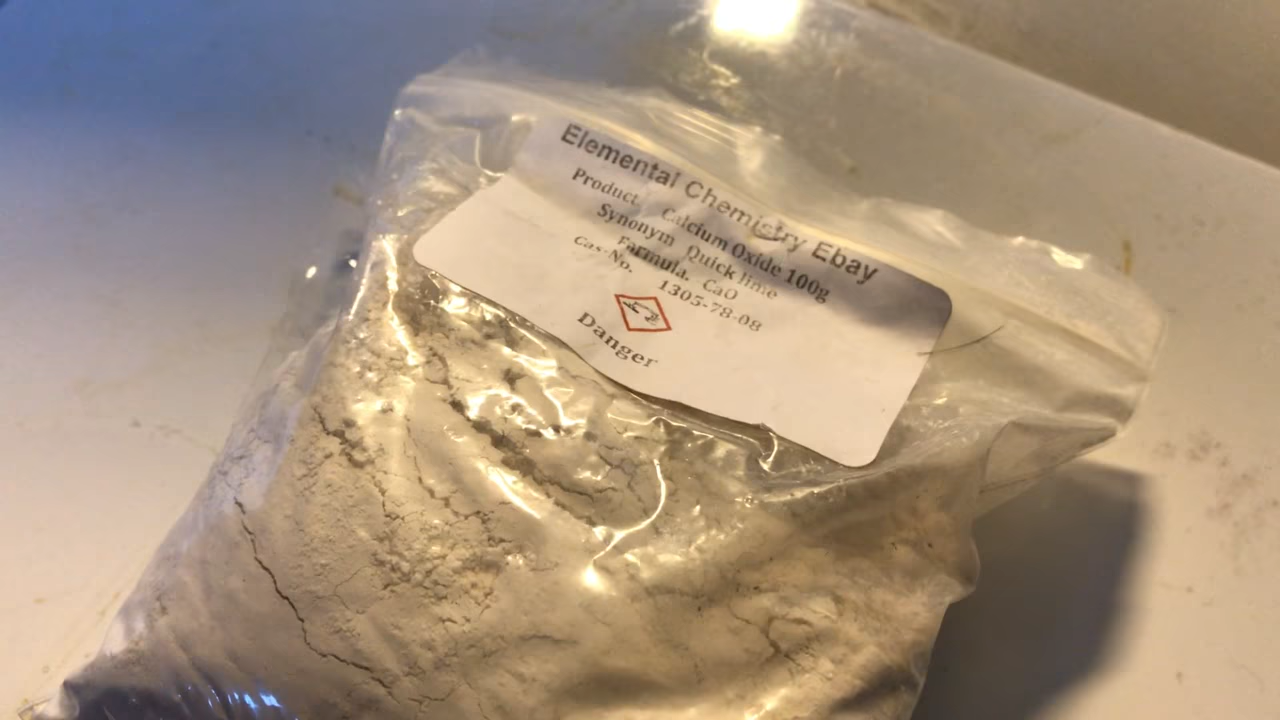 Elemental Chemistry Ebay
Product. Calcium Oxide 100g
Synonym Quick lime
Formula. CaO
Cas-No. 1305-78-08
Danger